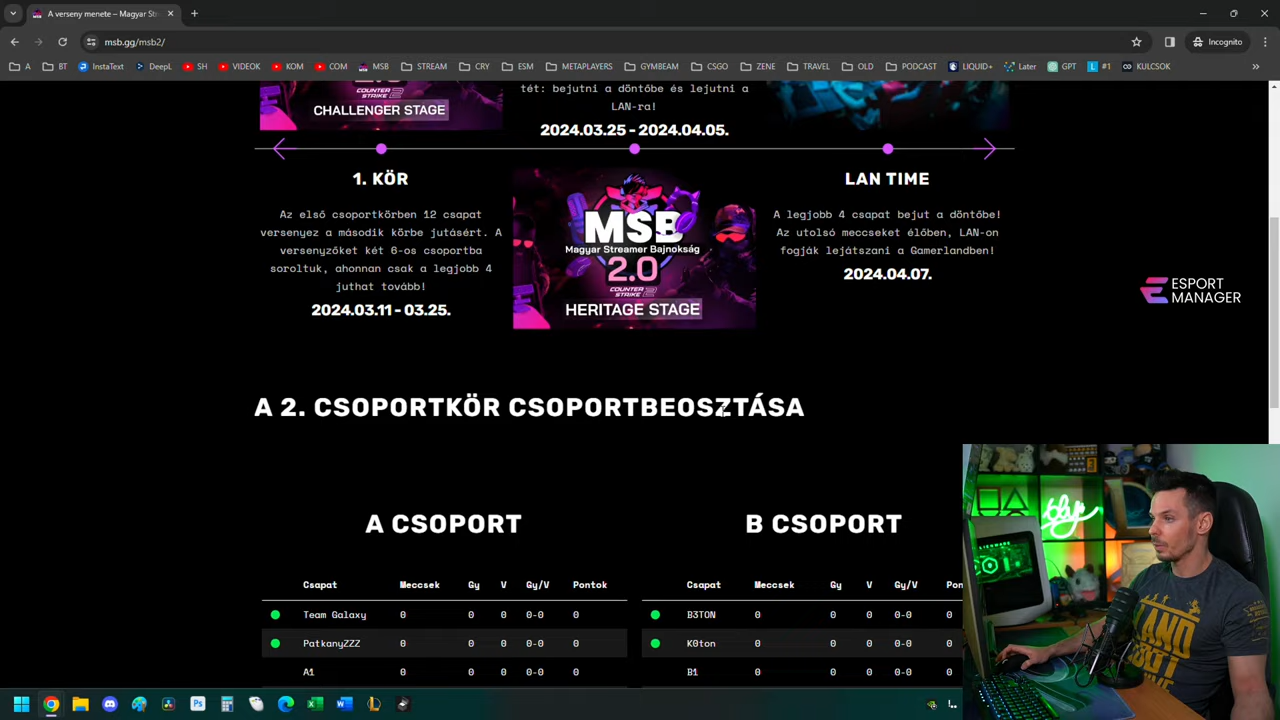 A verseny menete – Magyar Str
msb.gg/msb2/
Incognito
A
BT
InstaText
DeepL
SH
VIDEOK
KOM
COM
MSB
STREAM
CRY
ESM
METAPLAYERS
GYMBEAM
CSGO
ZENE
TRAVEL
OLD
PODCAST
LIQUID+
Later
GPT
#1
KULCSOK
COUNTER
STRIKE 2
CHALLENGER STAGE
tét: bejutni a döntőbe és lejutni a
LAN-ra!
2024.03.25 - 2024.04.05.
1. KÖR
Az első csoportkörben 12 csapat
versenyez a második körbe jutásért. A
versenyzőket két 6-os csoportba
soroltuk, ahonnan csak a legjobb 4
juthat tovább!
2024.03.11 - 03.25.
MSB
Magyar Streamer Bajnokság
2.0
COUNTER
STRIKE 2
HERITAGE STAGE
LAN TIME
A legjobb 4 csapat bejut a döntőbe!
Az utolsó meccseket élőben, LAN-on
fogják lejátszani a Gamerlandben!
2024.04.07.
ESPORT
MANAGER
A 2. CSOPORTKÖR CSOPORTBEOSZTÁSA
A CSOPORT
Csapat Meccsek Gy V Gy/V Pontok
Team Galaxy 0 0 0 0-0 0
PatkanyZZZ 0 0 0 0-0 0
A1 0 0 0 0-0 0
B CSOPORT
Csapat Meccsek Gy V Gy/V Pon
B3TON 0 0 0 0-0
K0ton 0 0 0 0-0
B1 0 0 0 0-0